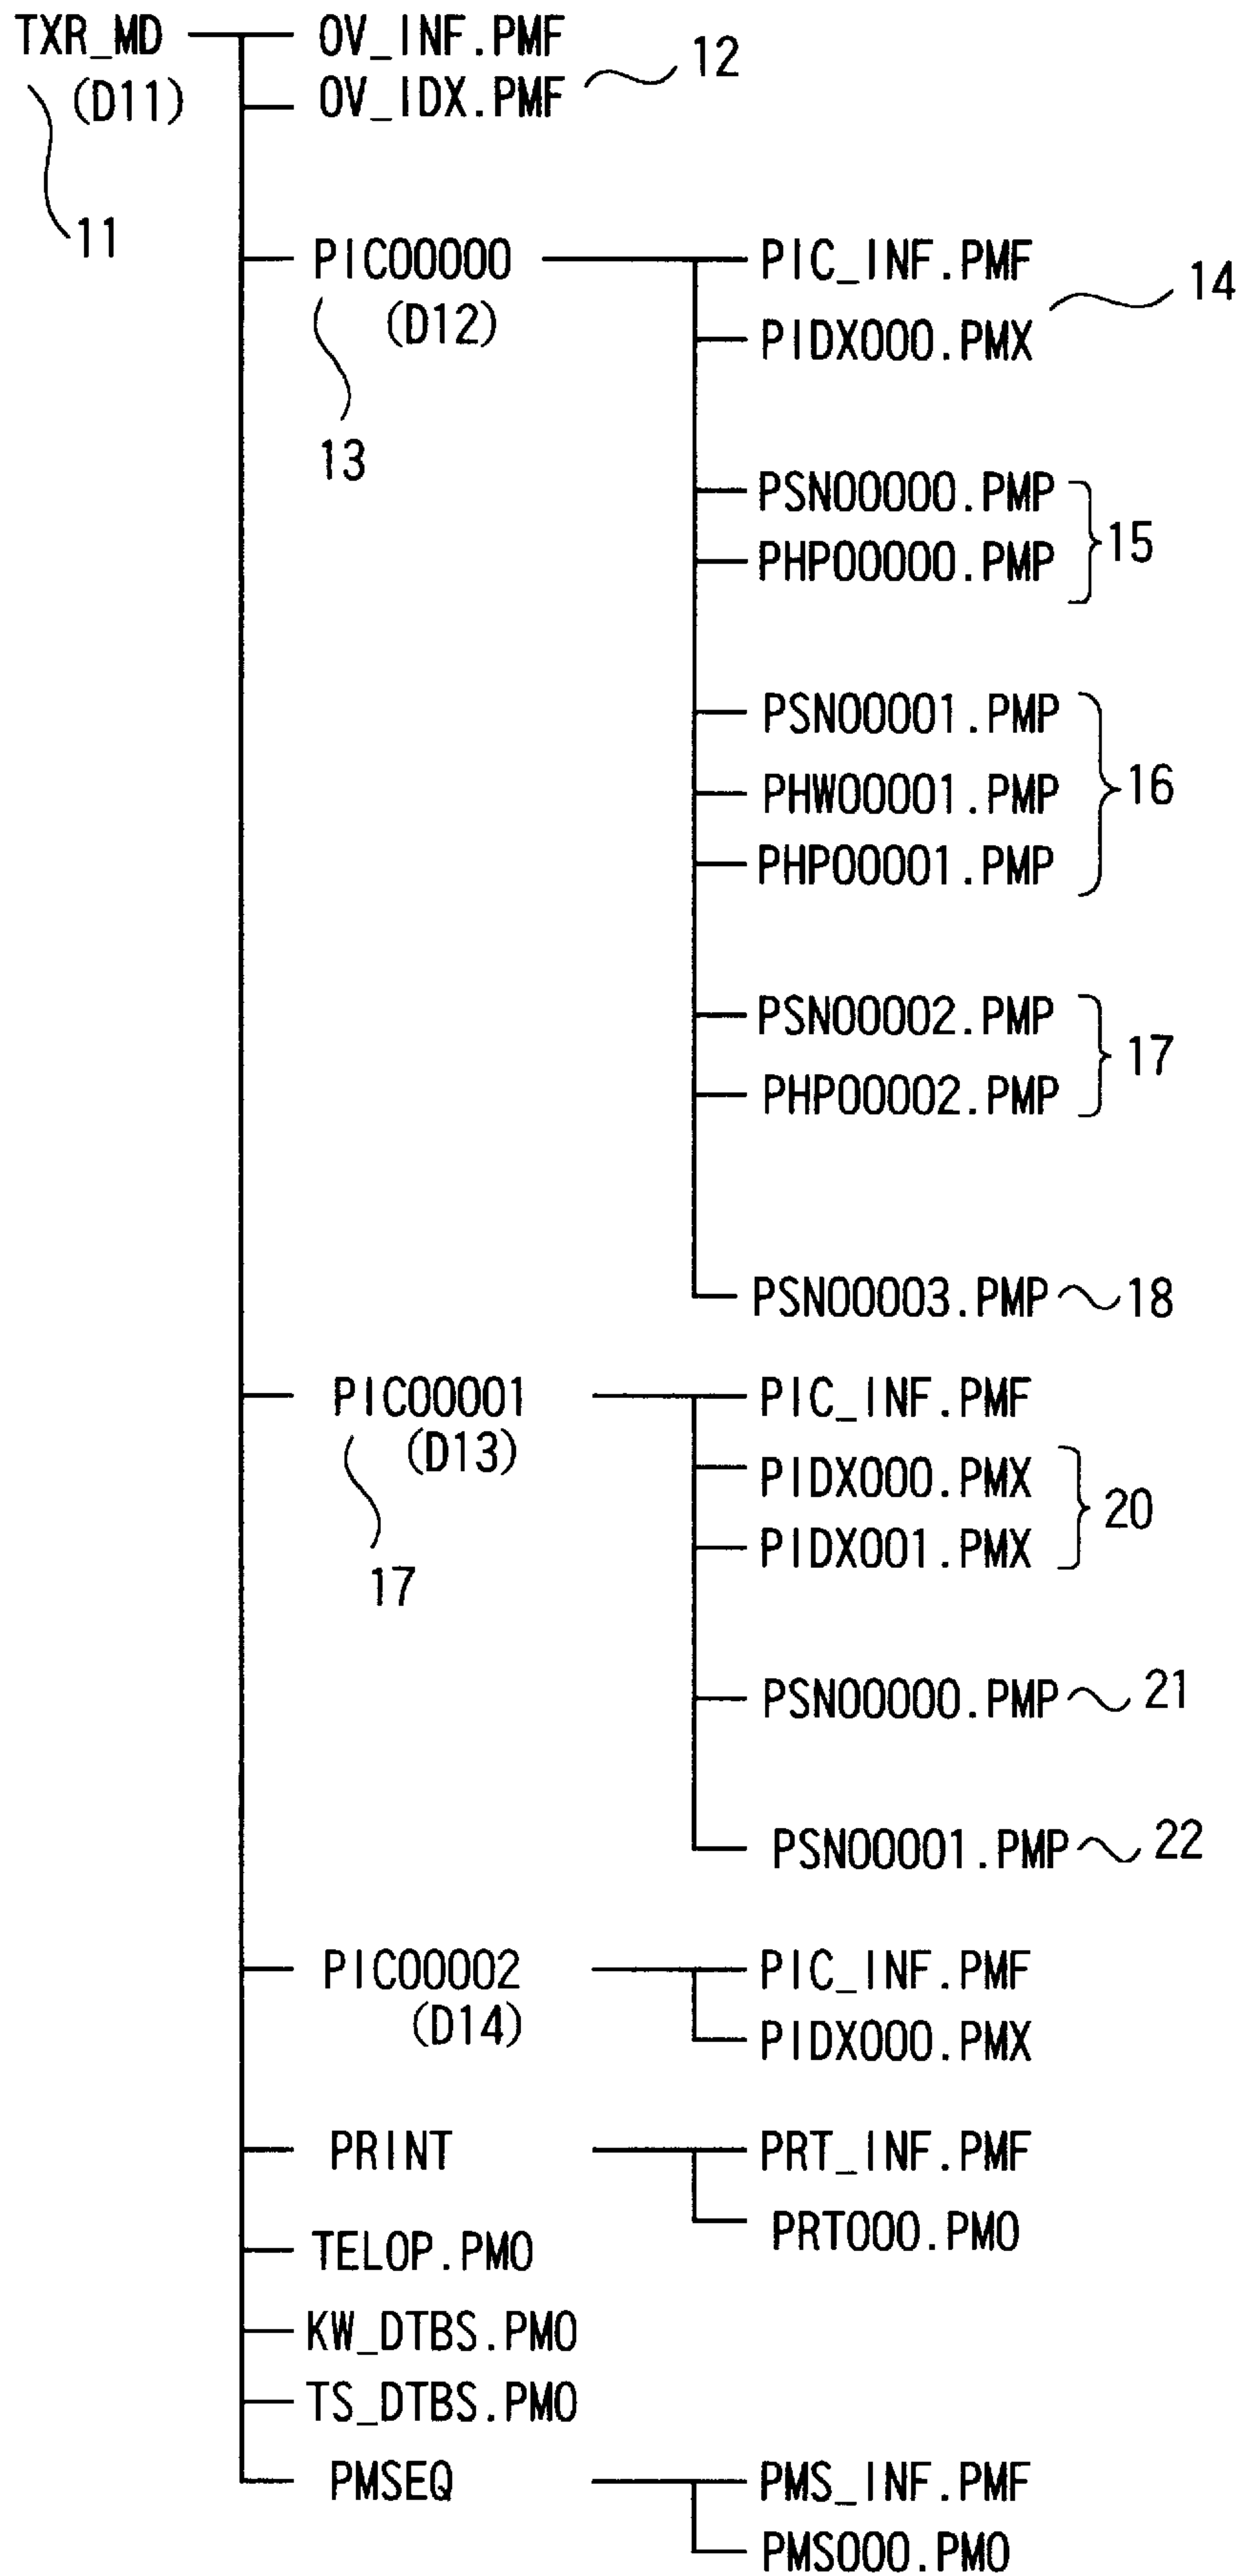 TXR_MD
(D11)
11
OV_INF.PMF
OV_IDX.PMF
12
PIC00000
(D12)
13
PIC_INF.PMF
PIDX000.PMX
14
PSN00000.PMP
PHP00000.PMP
15
PSN00001.PMP
PHW00001.PMP
PHP00001.PMP
16
PSN00002.PMP
PHP00002.PMP
17
PSN00003.PMP
18
PIC00001
(D13)
17
PIC_INF.PMF
PIDX000.PMX
PIDX001.PMX
20
PSN00000.PMP
21
PSN00001.PMP
22
PIC00002
(D14)
PIC_INF.PMF
PIDX000.PMX
PRINT
PRT_INF.PMF
PRT000.PMO
TELOP.PMO
KW_DTBS.PMO
TS_DTBS.PMO
PMSEQ
PMS_INF.PMF
PMS000.PMO